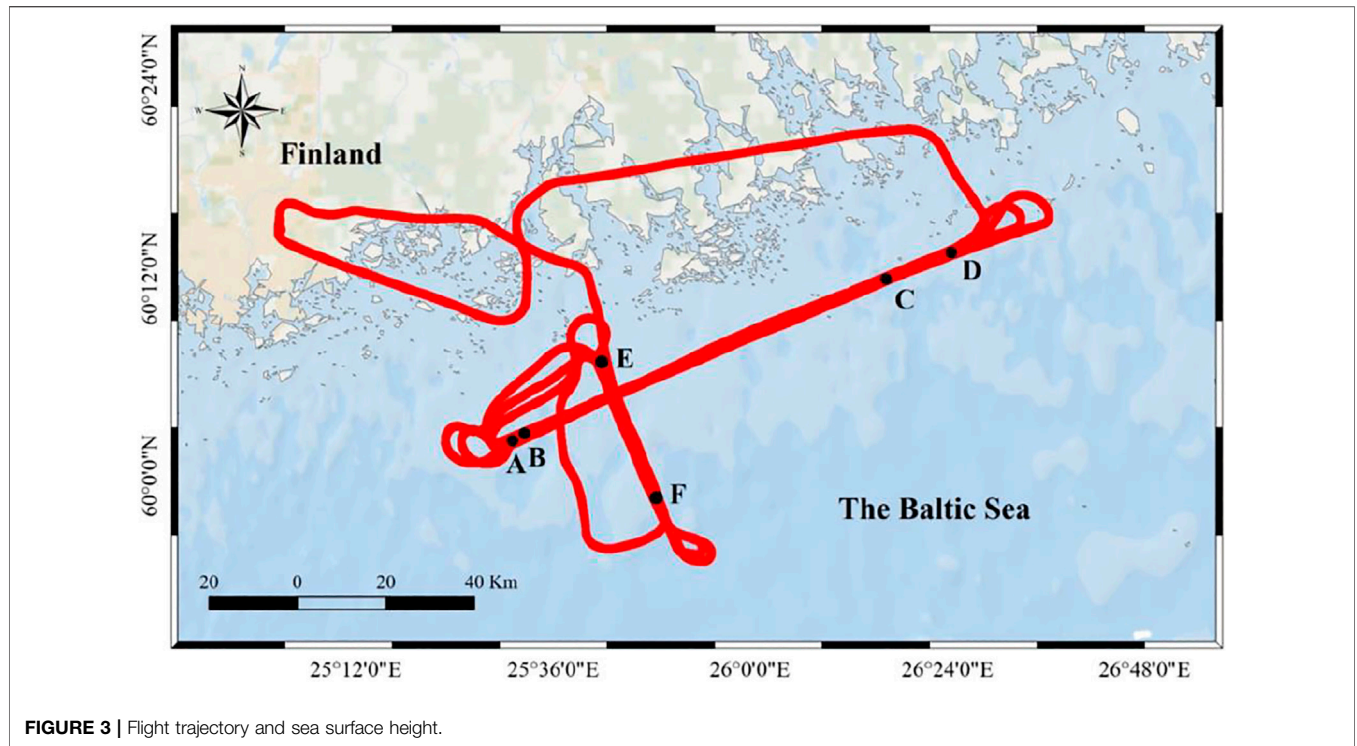 60°24'0"N
N
W
E
S
Finland
60°12'0"N
D
C
E
60°0'0"N
A
B
F
The Baltic Sea
20 0 20 40 Km
25°12'0"E 25°36'0"E 26°0'0"E 26°24'0"E 26°48'0"E
FIGURE 3 | Flight trajectory and sea surface height.